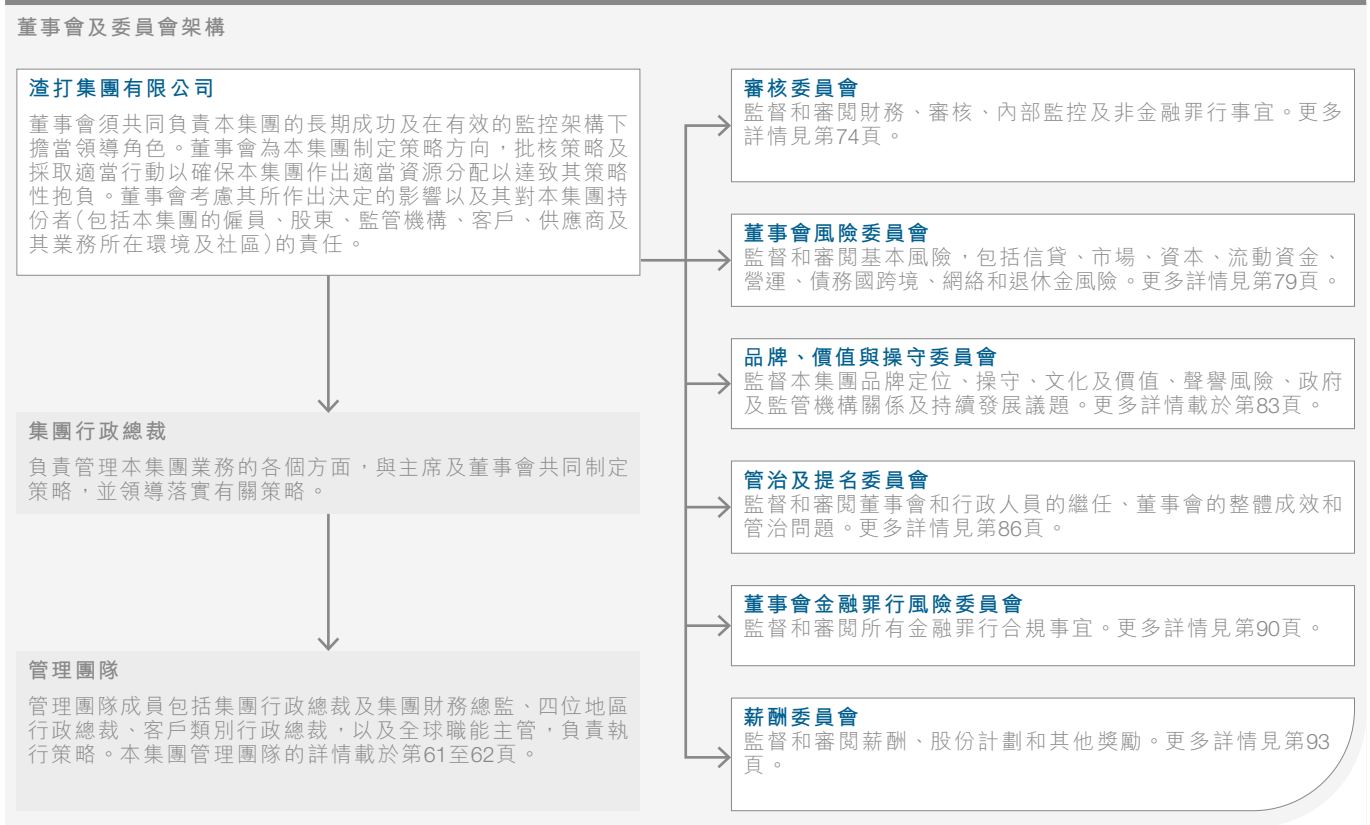 董事會及委員會架構
渣打集團有限公司
董事會須共同負責本集團的長期成功及在有效的監控架構下
擔當領導角色。董事會為本集團制定策略方向，批核策略及
採取適當行動以確保本集團作出適當資源分配以達致其策略
性抱負。董事會考慮其所作出決定的影響以及其對本集團持
份者(包括本集團的僱員、股東、監管機構、客戶、供應商及
其業務所在環境及社區)的責任。
集團行政總裁
負責管理本集團業務的各個方面，與主席及董事會共同制定
策略，並領導落實有關策略。
管理團隊
管理團隊成員包括集團行政總裁及集團財務總監、四位地區
行政總裁、客戶類別行政總裁，以及全球職能主管，負責執
行策略。本集團管理團隊的詳情載於第61至62頁。
審核委員會
監督和審閱財務、審核、內部監控及非金融罪行事宜。更多
詳情見第74頁。
董事會風險委員會
監督和審閱基本風險，包括信貸、市場、資本、流動資金、
營運、債務國跨境、網絡和退休金風險。更多詳情見第79頁。
品牌、價值與操守委員會
監督本集團品牌定位、操守、文化及價值、聲譽風險、政府
及監管機構關係及持續發展議題。更多詳情載於第83頁。
管治及提名委員會
監督和審閱董事會和行政人員的繼任、董事會的整體成效和
管治問題。更多詳情見第86頁。
董事會金融罪行風險委員會
監督和審閱所有金融罪行合規事宜。更多詳情見第90頁。
薪酬委員會
監督和審閱薪酬、股份計劃和其他獎勵。更多詳情見第93
頁。